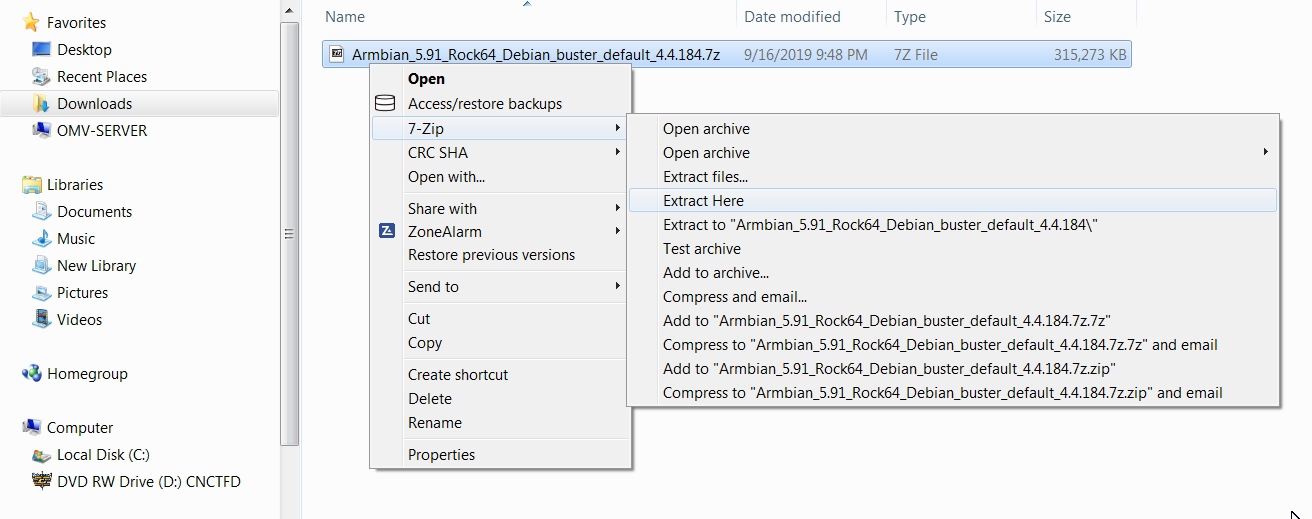 Favorites
Desktop
Recent Places
Downloads
OMV-SERVER
Libraries
Documents
Music
New Library
Pictures
Videos
Homegroup
Computer
Local Disk (C:)
DVD RW Drive (D:) CNCTFD
Name Date modified Type Size
Armbian_5.91_Rock64_Debian_buster_default_4.4.184.7z 9/16/2019 9:48 PM 7Z File 315,273 KB
Open
Access/restore backups
7-Zip
CRC SHA
Open with...
Share with
ZoneAlarm
Restore previous versions
Send to
Cut
Copy
Create shortcut
Delete
Rename
Properties
Open archive
Open archive
Extract files...
Extract Here
Extract to "Armbian_5.91_Rock64_Debian_buster_default_4.4.184\"
Test archive
Add to archive...
Compress and email...
Add to "Armbian_5.91_Rock64_Debian_buster_default_4.4.184.7z.7z"
Compress to "Armbian_5.91_Rock64_Debian_buster_default_4.4.184.7z.7z" and email
Add to "Armbian_5.91_Rock64_Debian_buster_default_4.4.184.7z.zip"
Compress to "Armbian_5.91_Rock64_Debian_buster_default_4.4.184.7z.zip" and email